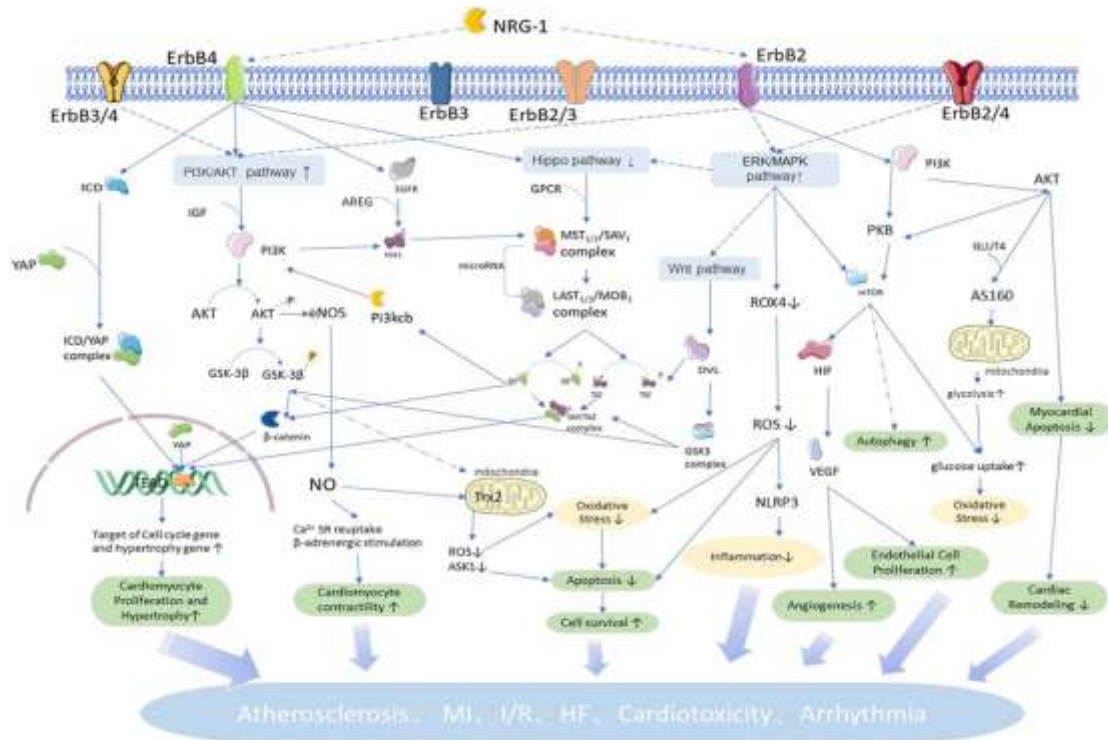 NRG-1
ErbB4
ErbB2
ErbB3/4
ErbB3
ErbB2/3
ErbB2/4
PI3K/AKT pathway ↑
Hippo pathway ↓
ERK/MAPK
pathway↑
PI3K
ICD
EGFR
GPCR
AKT
IGF
AREG
YAP
PI3K
MST1/2/SAV1
complex
PKB
GLUT4
microRNA
Wnt pathway
LAST1/2/MOB1
complex
ROX4↓
mTOR
AS160
AKT
AKT
eNOS
Pi3kcb
ICD/YAP
complex
GSK-3β
GSK-3β
DVL
HIF
mitochondria
glycolysis↑
β-catenin
complex
GSK3
complex
ROS ↓
Myocardial
Apoptosis ↓
Autophagy ↑
YAP
TEAD
NO
mitochondria
Trx2
VEGF
glucose uptake↑
NLRP3
Oxidative
Stress ↓
Oxidative
Stress ↓
Target of Cell cycle gene
and hypertrophy gene ↑
Ca²⁺ SR reuptake
β-adrenergic stimulation
ROS↓
ASK1↓
Inflammation↓
Endothelial Cell
Proliferation ↑
Apoptosis ↓
Cardiomyocyte
Proliferation and
Hypertrophy↑
Cardiomyocyte
contractility ↑
Angiogenesis ↑
Cardiac
Remodeling ↓
Cell survival ↑
Atherosclerosis、 MI、I/R、HF、Cardiotoxicity、Arrhythmia